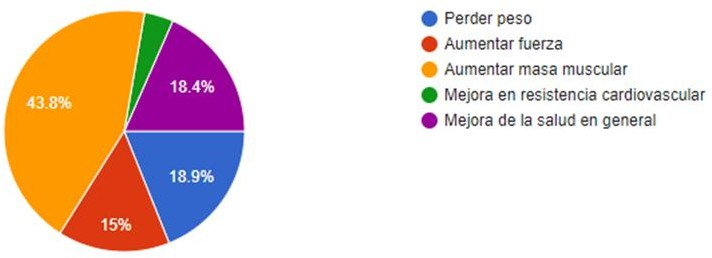 Perder peso
Aumentar fuerza
Aumentar masa muscular
Mejora en resistencia cardiovascular
Mejora de la salud en general
43.8%
18.4%
18.9%
15%